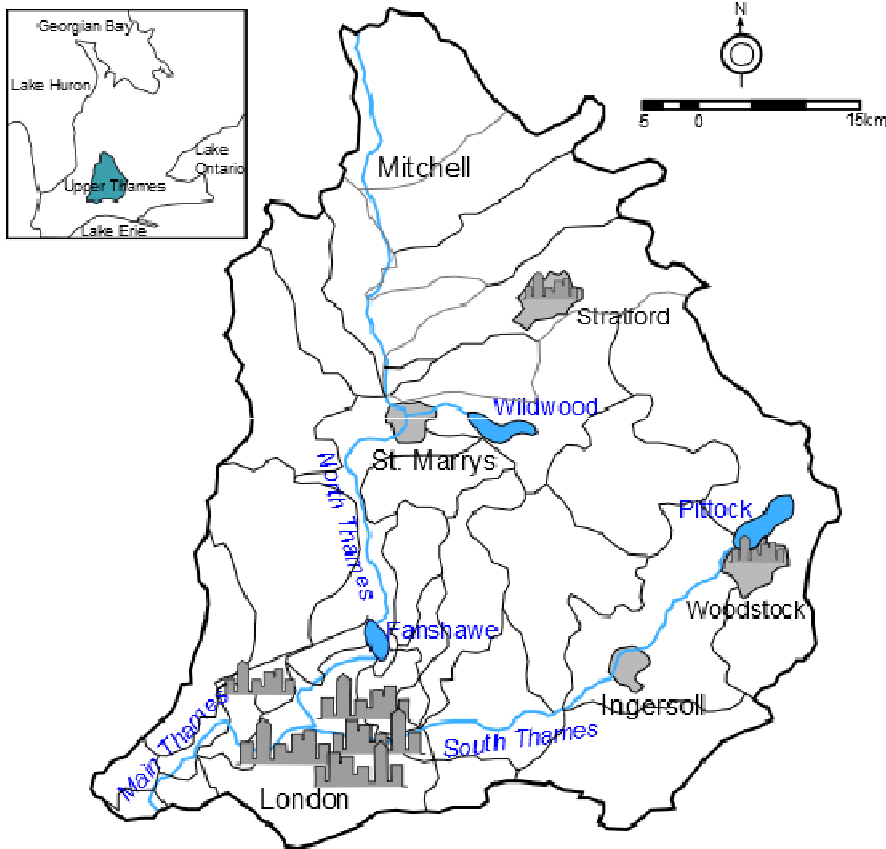 Georgian Bay
Lake Huron
Lake
Ontario
Upper Thames
Lake Erie
N
5 0 15km
Mitchell
Stratford
Wildwood
St. Marrys
North Thames
Pittock
Woodstock
Fanshawe
Ingersoll
South Thames
Main Thames
London